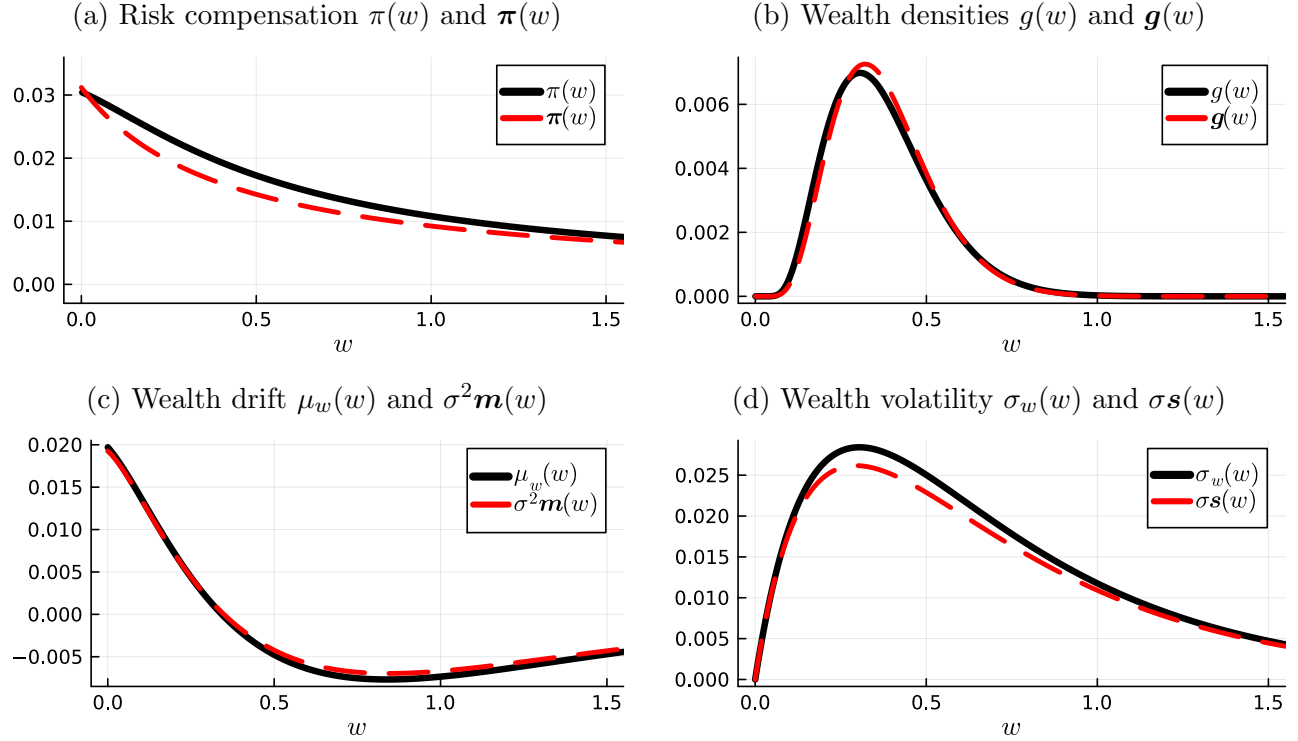 (a) Risk compensation π(w) and π(w)
0.03
0.02
0.01
0.00
π(w)
π(w)
0.0 0.5 1.0 1.5
w
(b) Wealth densities g(w) and g(w)
0.006
0.004
0.002
0.000
g(w)
g(w)
0.0 0.5 1.0 1.5
w
(c) Wealth drift μ_w(w) and σ²m(w)
0.020
0.015
0.010
0.005
0.000
−0.005
μ_w(w)
σ²m(w)
0.0 0.5 1.0 1.5
w
(d) Wealth volatility σ_w(w) and σs(w)
0.025
0.020
0.015
0.010
0.005
0.000
σ_w(w)
σs(w)
0.0 0.5 1.0 1.5
w